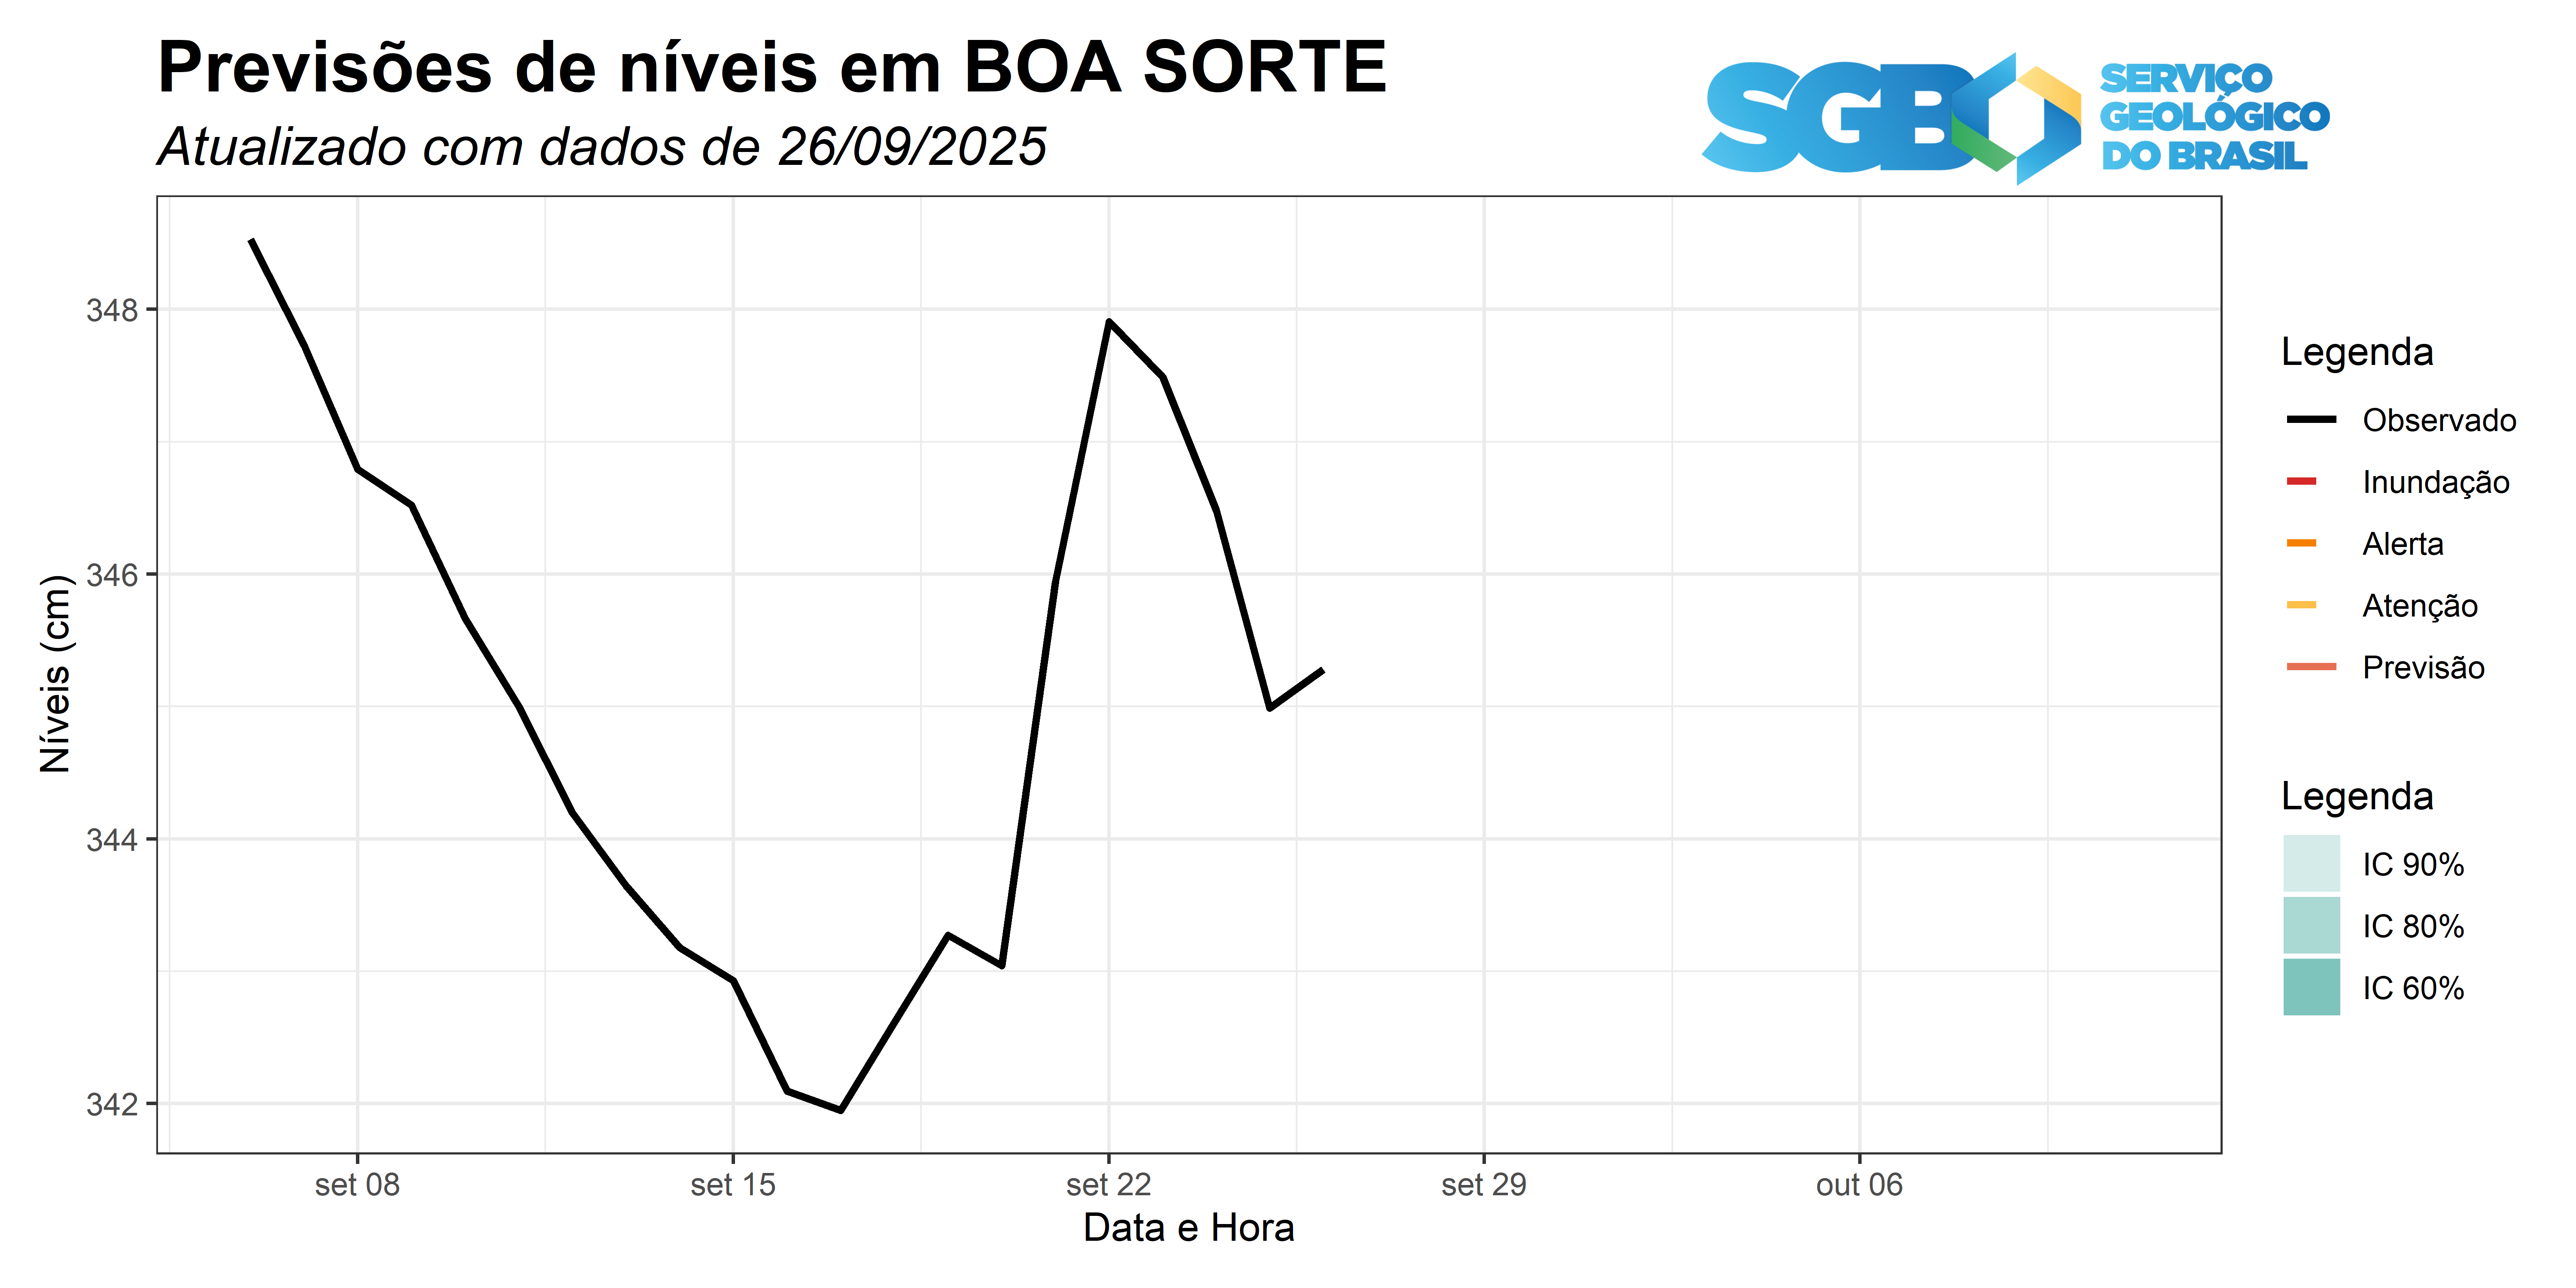 Previsões de níveis em BOA SORTE
Atualizado com dados de 26/09/2025
SGB
SERVIÇO
GEOLÓGICO
DO BRASIL
348
346
344
342
Níveis (cm)
set 08
set 15
set 22
set 29
out 06
Data e Hora
Legenda
Observado
Inundação
Alerta
Atenção
Previsão
Legenda
IC 90%
IC 80%
IC 60%